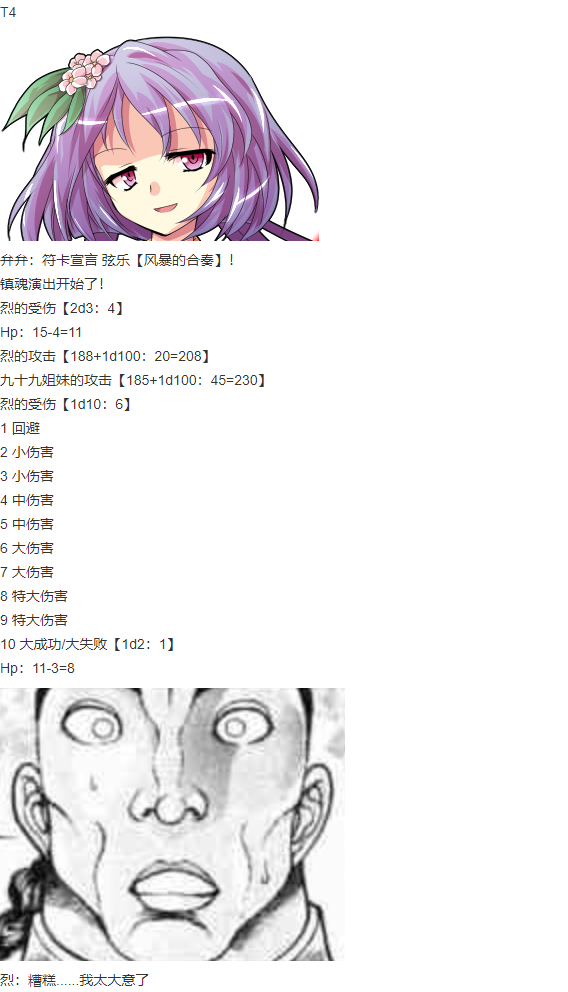 T4
弁弁：符卡宣言 弦乐【风暴的合奏】！
镇魂演出开始了！
烈的受伤【2d3：4】
Hp：15-4=11
烈的攻击【188+1d100：20=208】
九十九姐妹的攻击【185+1d100：45=230】
烈的受伤【1d10：6】
1 回避
2 小伤害
3 小伤害
4 中伤害
5 中伤害
6 大伤害
7 大伤害
8 特大伤害
9 特大伤害
10 大成功/大失败【1d2：1】
Hp：11-3=8
烈：糟糕......我太大意了